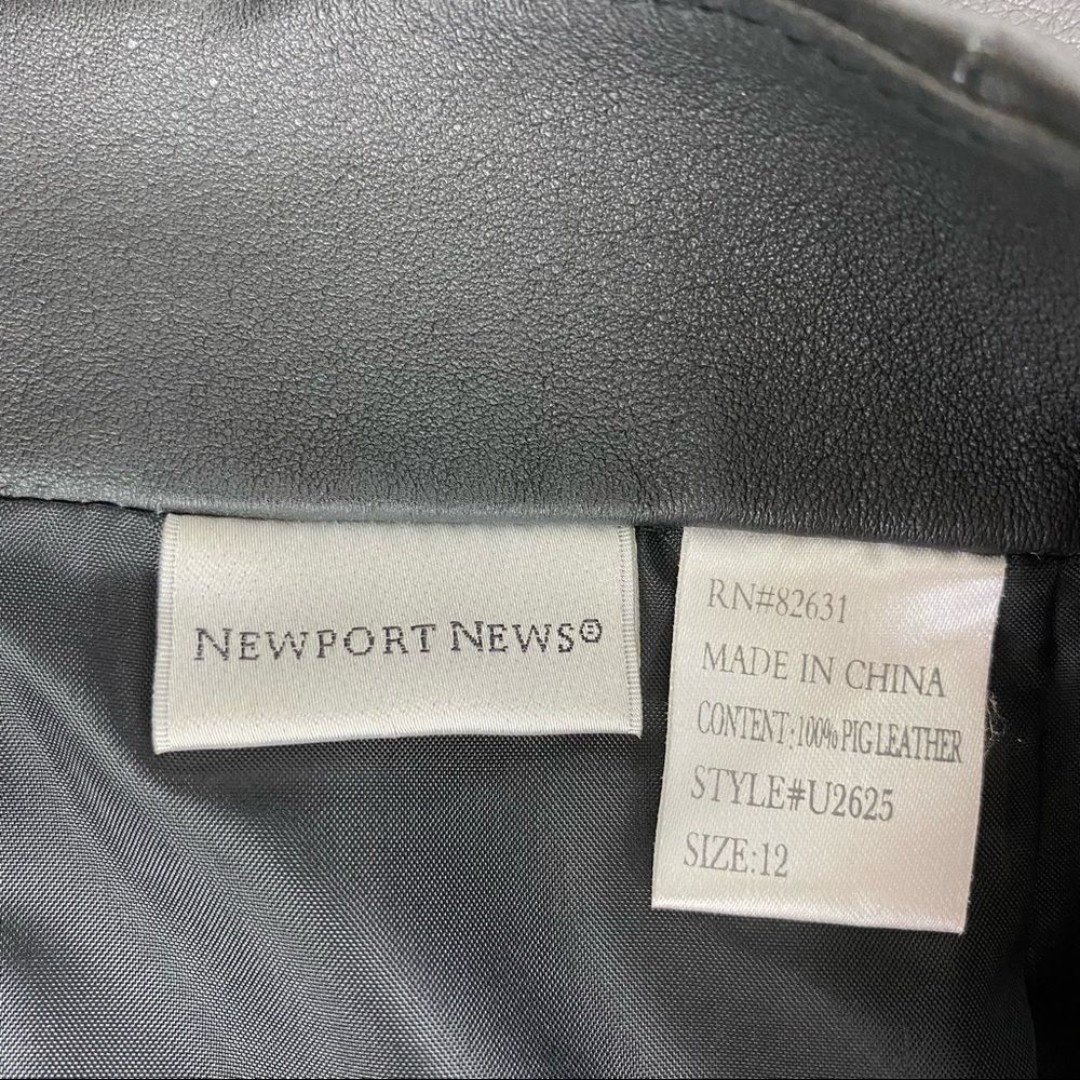 NEWPORT NEWS®
RN#82631
MADE IN CHINA
CONTENT:100% PIG LEATHER
STYLE#U2625
SIZE:12